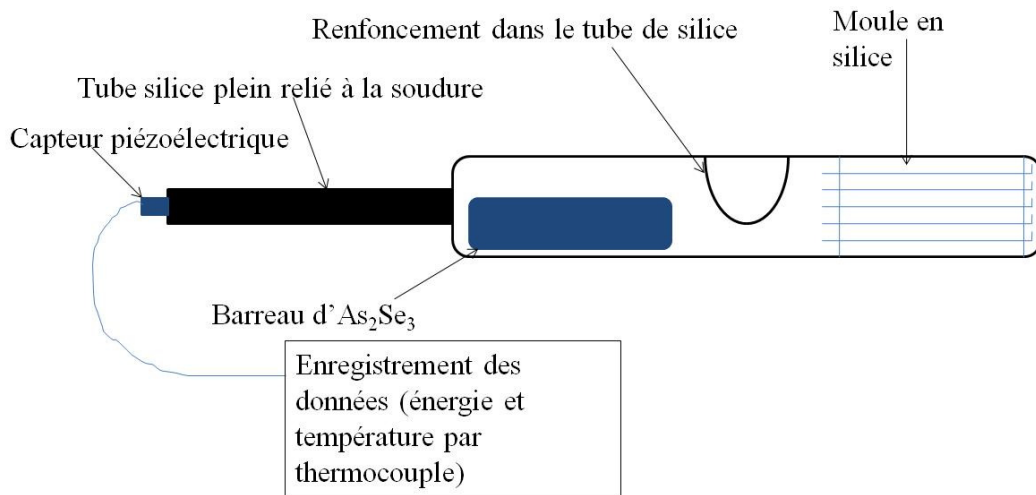 Renfoncement dans le tube de silice
Moule en
silice
Tube silice plein relié à la soudure
Capteur piézoélectrique
Barreau d’As₂Se₃
Enregistrement des
données (énergie et
température par
thermocouple)